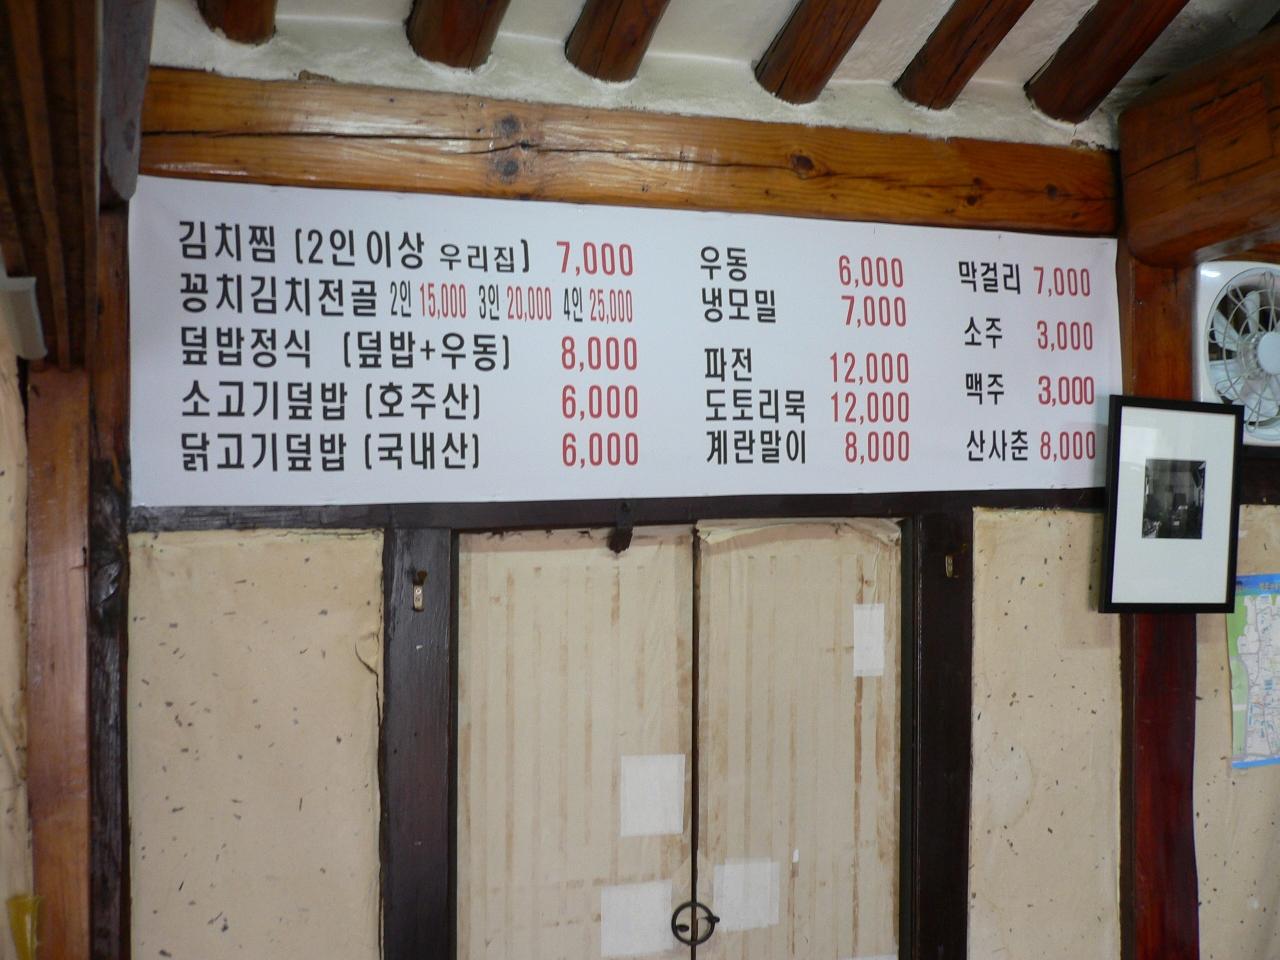 김치찜 (2인 이상 우리집) 7,000
꽁치김치전골 2인 15,000 3인 20,000 4인 25,000
덮밥정식 (덮밥+우동) 8,000
소고기덮밥 (호주산) 6,000
닭고기덮밥 (국내산) 6,000
우동 6,000
냉모밀 7,000
파전 12,000
도토리묵 12,000
계란말이 8,000
막걸리 7,000
소주 3,000
맥주 3,000
산사춘 8,000